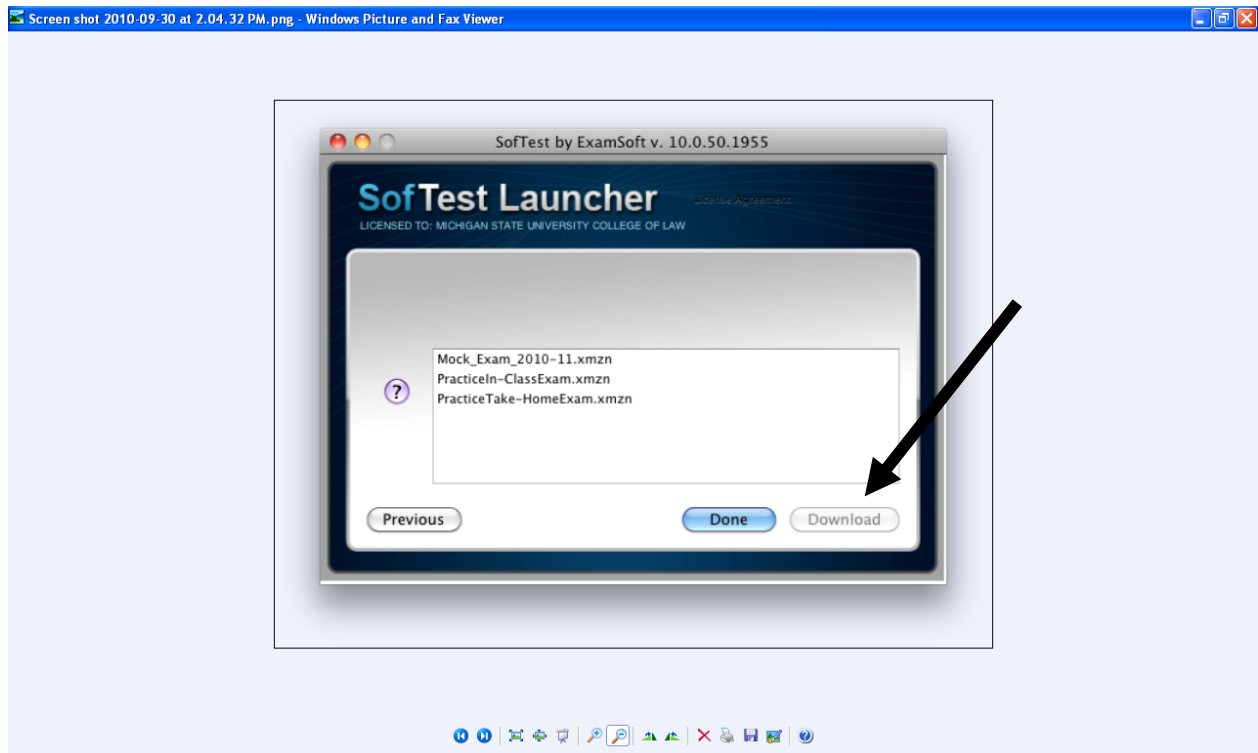 Screen shot 2010-09-30 at 2.04.32 PM.png - Windows Picture and Fax Viewer
SofTest by ExamSoft v. 10.0.50.1955
SofTest Launcher
License Agreement
LICENSED TO: MICHIGAN STATE UNIVERSITY COLLEGE OF LAW
Mock_Exam_2010-11.xmzn
PracticeIn-ClassExam.xmzn
PracticeTake-HomeExam.xmzn
?
Previous
Done
Download